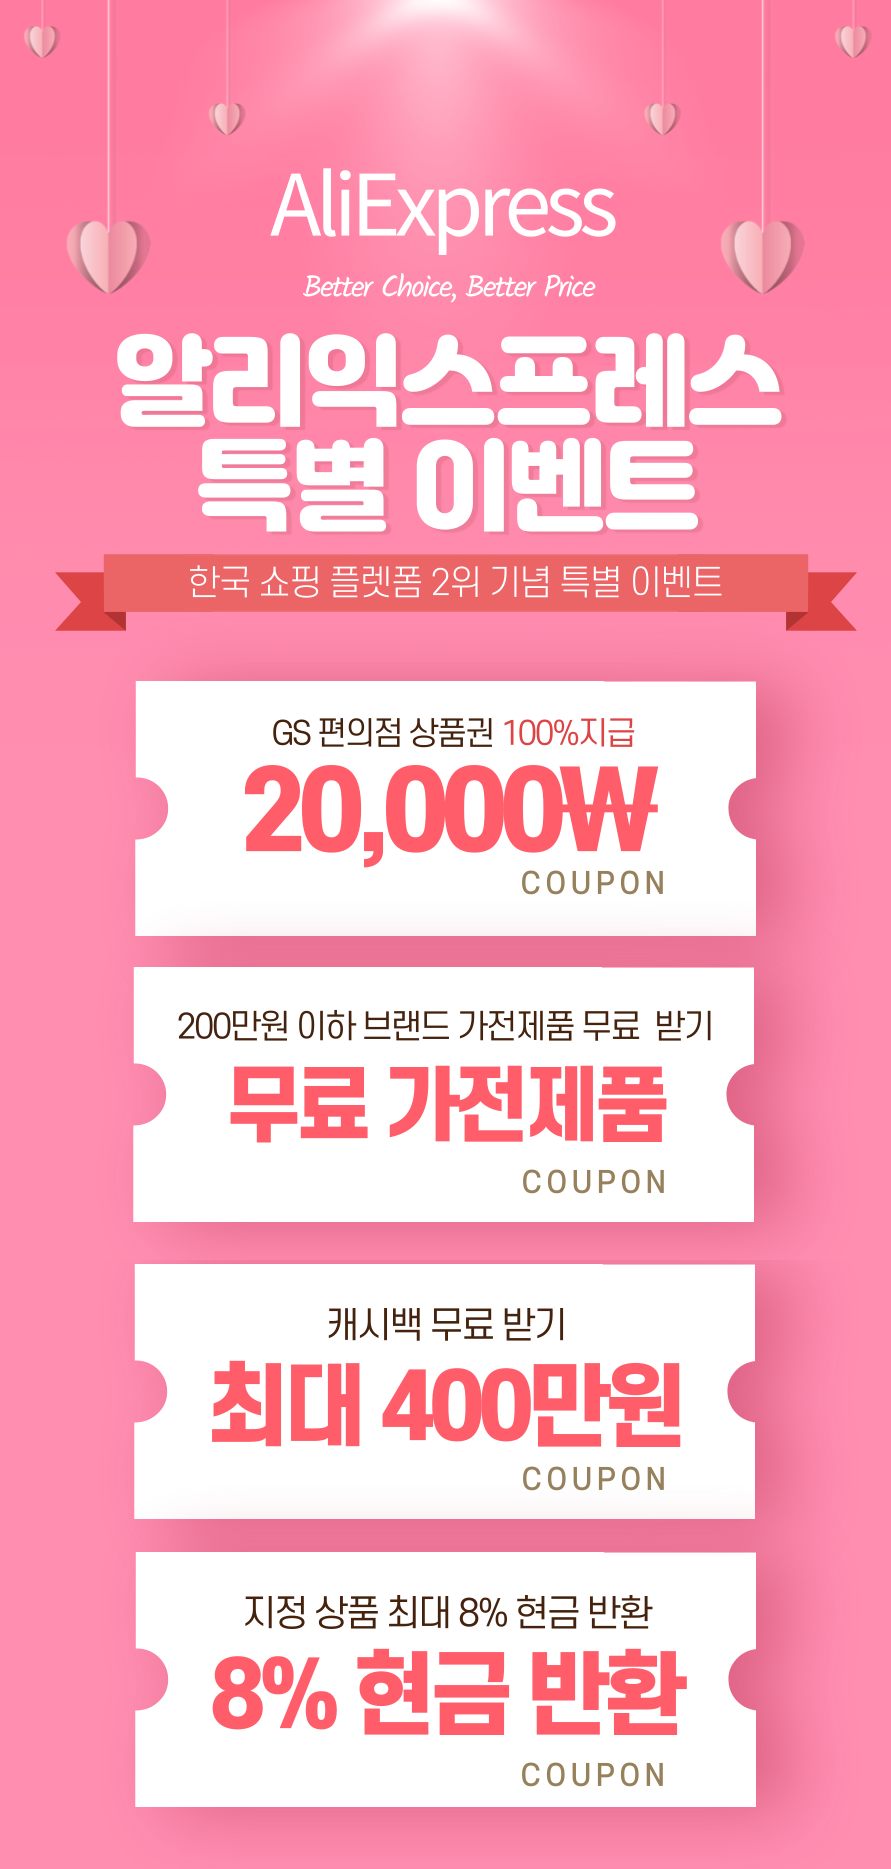 AliExpress
Better Choice, Better Price
알리익스프레스
특별 이벤트
한국 쇼핑 플렛폼 2위 기념 특별 이벤트
GS 편의점 상품권 100%지급
20,000₩
COUPON
200만원 이하 브랜드 가전제품 무료 받기
무료 가전제품
COUPON
캐시백 무료 받기
최대 400만원
COUPON
지정 상품 최대 8% 현금 반환
8% 현금 반환
COUPON